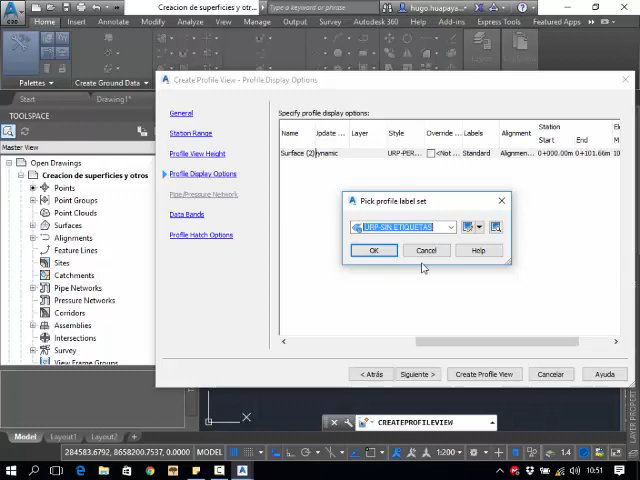 Creacion de superficies y otr...
Type a keyword or phrase
hugo.huapaya...
Home
Insert
Annotate
Modify
Analyze
View
Manage
Output
Survey
Autodesk 360
Help
Add-ins
Express Tools
Featured Apps
Palettes
Create Ground Data
Start
Drawing1*
TOOLSPACE
Master View
Open Drawings
Creacion de superficies y otros
Points
Point Groups
Point Clouds
Surfaces
Alignments
Feature Lines
Sites
Catchments
Pipe Networks
Pressure Networks
Corridors
Assemblies
Intersections
Survey
View Frame Groups
Create Profile View - Profile Display Options
General
Station Range
Profile View Height
Profile Display Options
Pipe/Pressure Network
Data Bands
Profile Hatch Options
Specify profile display options:
Name
Update ...
Layer
Style
Override ...
Labels
Alignment
Station
Start
End
Surface (2)
ynamic
URP-PER...
<Not ...
Standard
Alignmen...
0+000.00m
0+101.66m
10
Pick profile label set
URP-SIN ETIQUETAS
OK
Cancel
Help
< Atrás
Siguiente >
Create Profile View
Cancelar
Ayuda
CREATEPROFILEVIEW
Model
Layout1
Layout2
+
284583.6792, 8658200.7537, 0.0000
MODEL
1:200
1.4
10:51